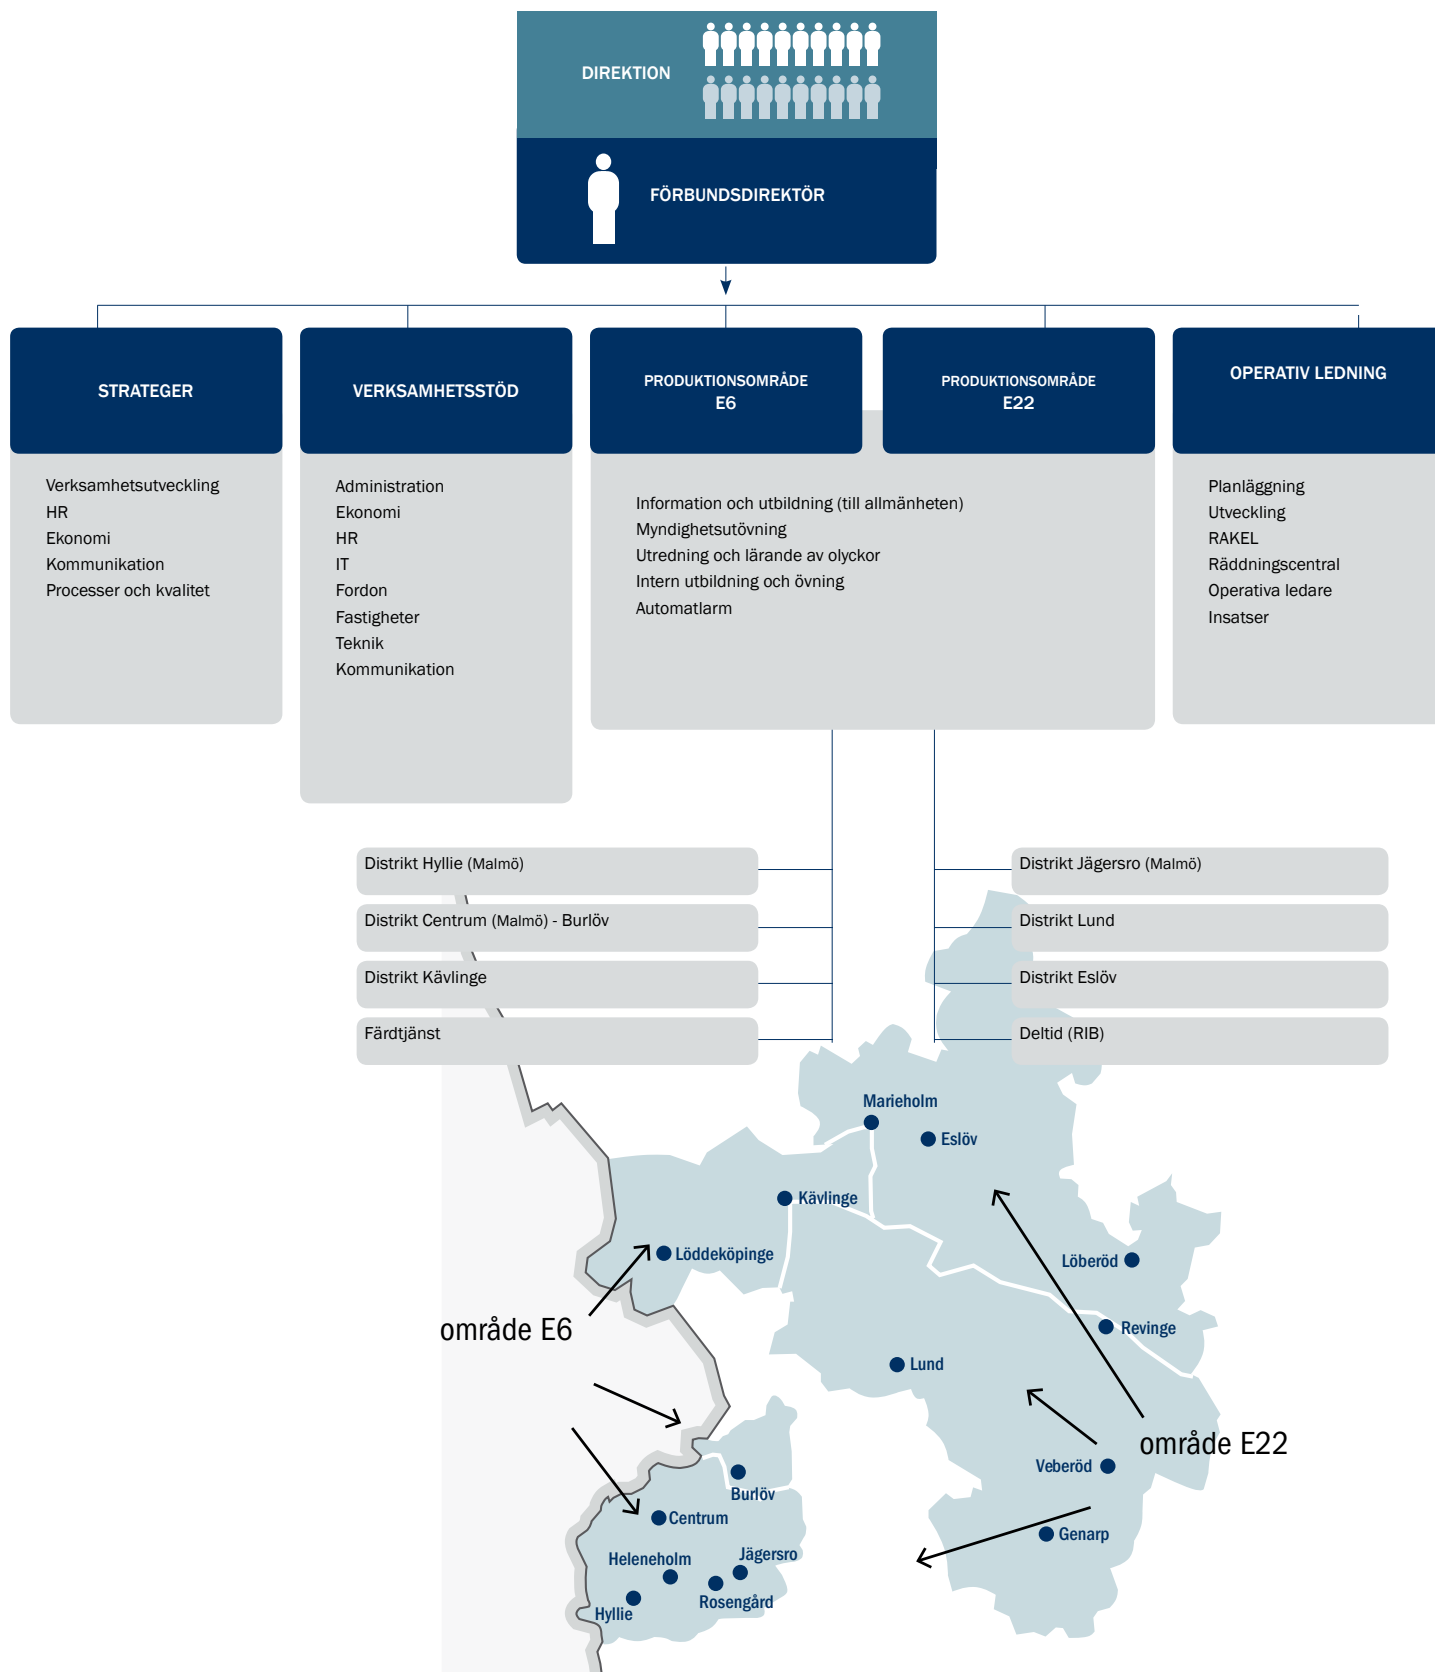 DIREKTION
FÖRBUNDSDIREKTÖR
STRATEGER
Verksamhetsutveckling
HR
Ekonomi
Kommunikation
Processer och kvalitet
VERKSAMHETSSTÖD
Administration
Ekonomi
HR
IT
Fordon
Fastigheter
Teknik
Kommunikation
PRODUKTIONSOMRÅDE
E6
PRODUKTIONSOMRÅDE
E22
Information och utbildning (till allmänheten)
Myndighetsutövning
Utredning och lärande av olyckor
Intern utbildning och övning
Automatlarm
OPERATIV LEDNING
Planläggning
Utveckling
RAKEL
Räddningscentral
Operativa ledare
Insatser
Distrikt Hyllie (Malmö)
Distrikt Centrum (Malmö) - Burlöv
Distrikt Kävlinge
Färdtjänst
Distrikt Jägersro (Malmö)
Distrikt Lund
Distrikt Eslöv
Deltid (RIB)
Marieholm
Eslöv
Kävlinge
Löddeköpinge
Löberöd
område E6
Revinge
Lund
område E22
Veberöd
Burlöv
Centrum
Genarp
Jägersro
Heleneholm
Rosengård
Hyllie